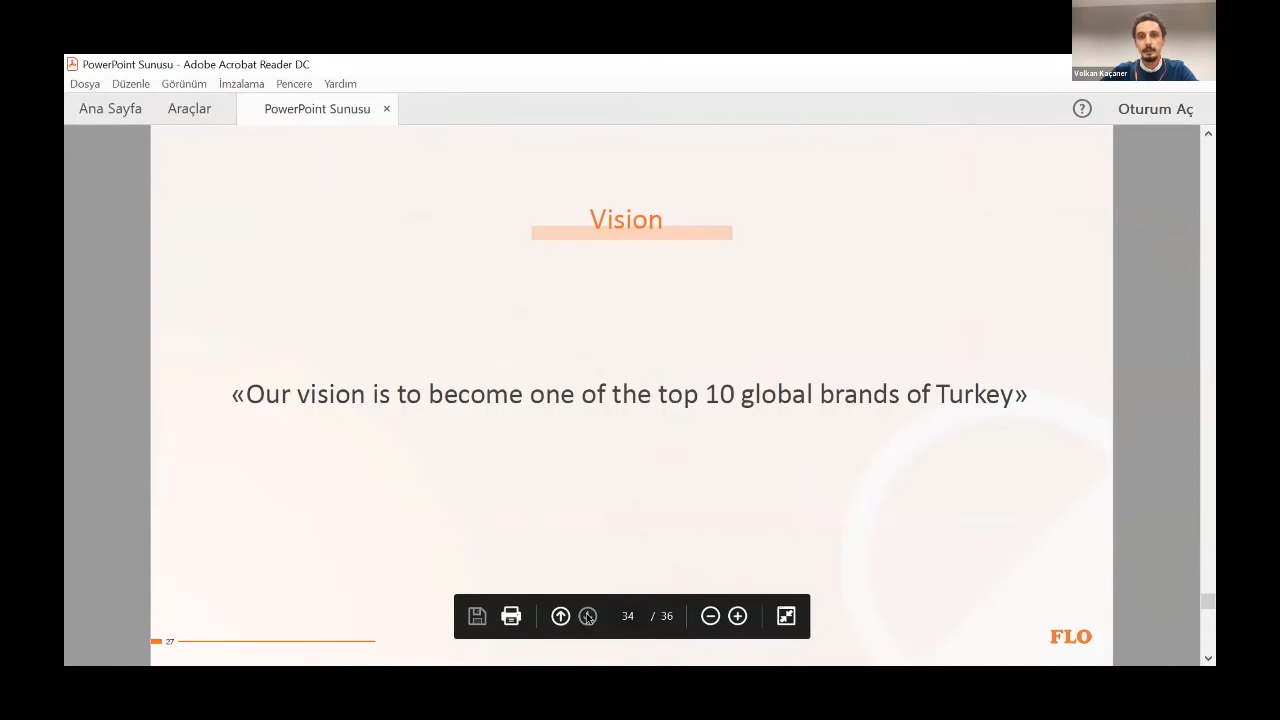 PowerPoint Sunusu - Adobe Acrobat Reader DC
Dosya Düzenle Görünüm İmzalama Pencere Yardım
Ana Sayfa Araçlar PowerPoint Sunusu × ? Oturum Aç
Volkan Kaçaner
Vision
«Our vision is to become one of the top 10 global brands of Turkey»
34 / 36
27
FLO